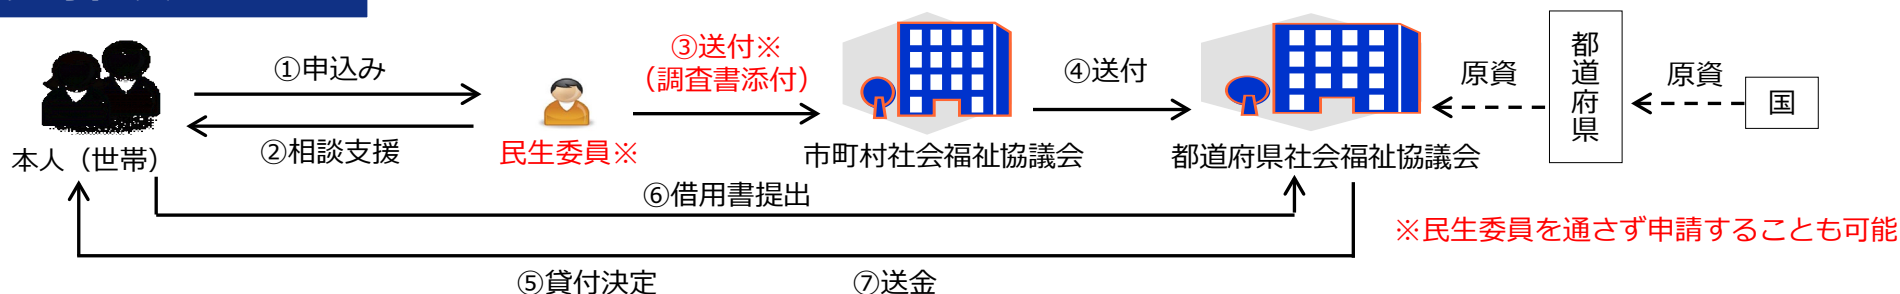 ①申込み
②相談支援
本人（世帯）
民生委員※
③送付※
（調査書添付）
市町村社会福祉協議会
④送付
都道府県社会福祉協議会
原資
都道府県
原資
国
⑥借用書提出
⑤貸付決定
⑦送金
※民生委員を通さず申請することも可能